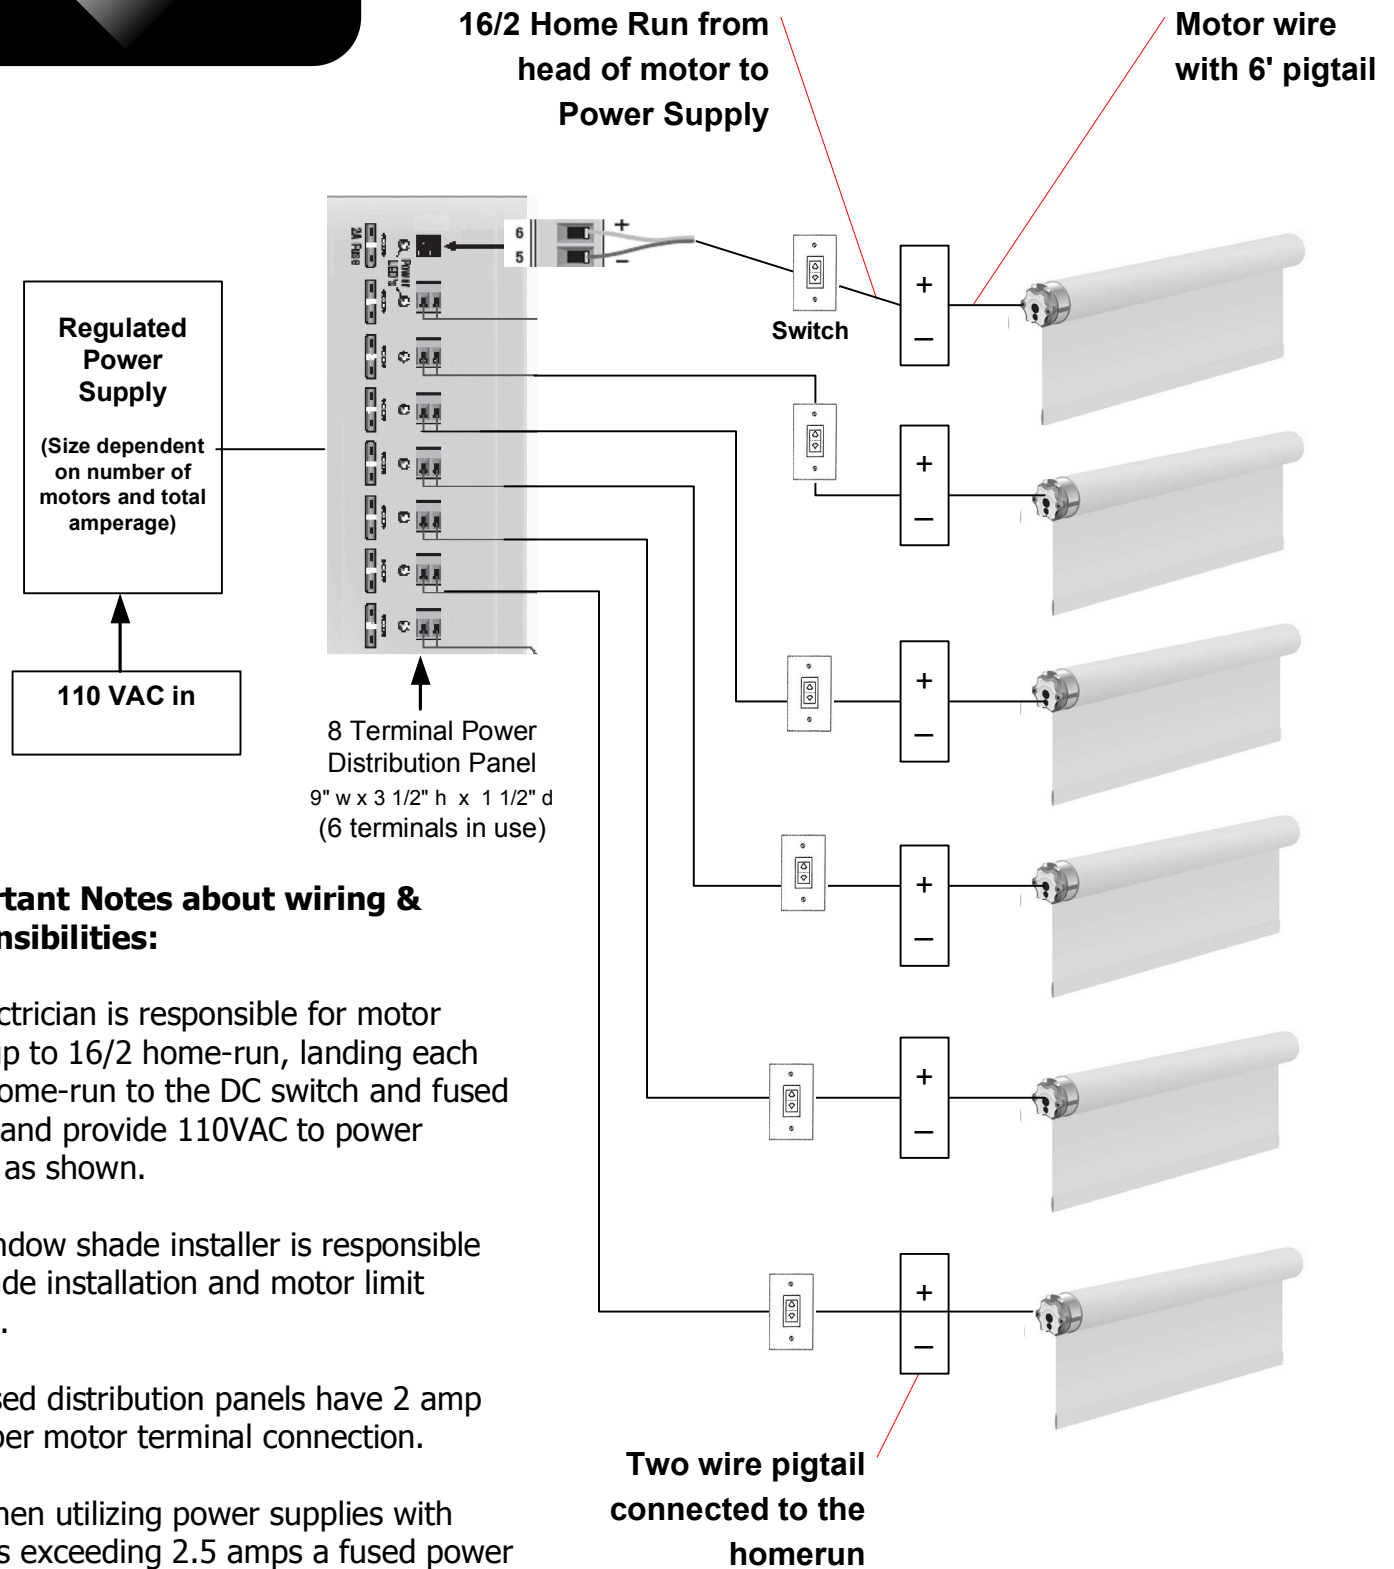 16/2 Home Run from
head of motor to
Power Supply
Motor wire
with 6' pigtail
2A Fuse
Power
LED's
6
5
+
−
Switch
+
−
+
−
+
−
+
−
+
−
+
−
Regulated
Power
Supply
(Size dependent
on number of
motors and total
amperage)
110 VAC in
8 Terminal Power
Distribution Panel
9" w x 3 1/2" h x 1 1/2" d
(6 terminals in use)
rtant Notes about wiring &
nsibilities:
ctrician is responsible for motor
up to 16/2 home-run, landing each
ome-run to the DC switch and fused
and provide 110VAC to power
as shown.
ndow shade installer is responsible
de installation and motor limit
.
sed distribution panels have 2 amp
per motor terminal connection.
hen utilizing power supplies with
s exceeding 2.5 amps a fused power
Two wire pigtail
connected to the
homerun